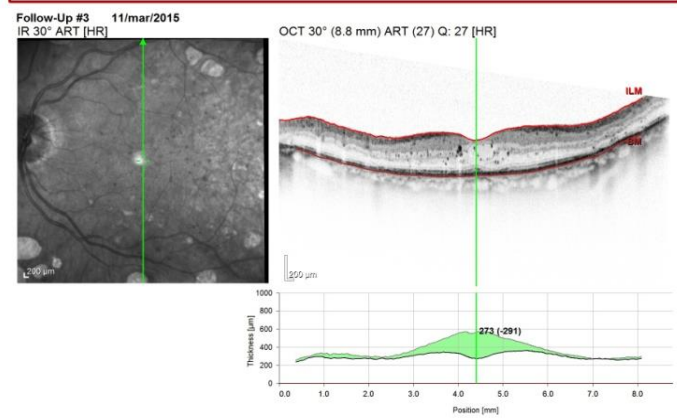 Follow-Up #3 11/mar/2015
IR 30° ART [HR]
OCT 30° (8.8 mm) ART (27) Q: 27 [HR]
ILM
BM
200 µm
200 µm
1000
800
600
400
200
0
Thickness [µm]
273 (-291)
0.0 1.0 2.0 3.0 4.0 5.0 6.0 7.0 8.0
Position [mm]